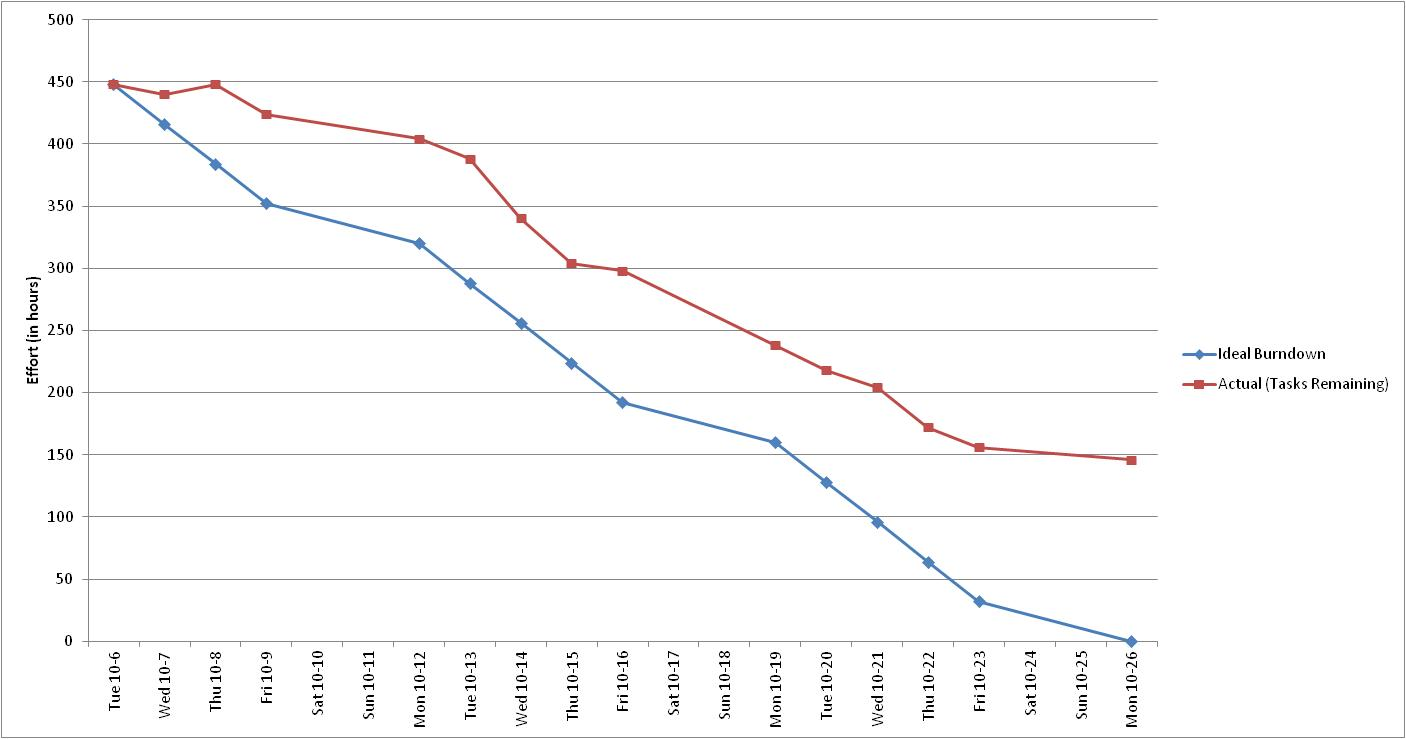 500
450
400
350
300
250
200
150
100
50
0
Effort (in hours)
Tue 10-6
Wed 10-7
Thu 10-8
Fri 10-9
Sat 10-10
Sun 10-11
Mon 10-12
Tue 10-13
Wed 10-14
Thu 10-15
Fri 10-16
Sat 10-17
Sun 10-18
Mon 10-19
Tue 10-20
Wed 10-21
Thu 10-22
Fri 10-23
Sat 10-24
Sun 10-25
Mon 10-26
Ideal Burndown
Actual (Tasks Remaining)